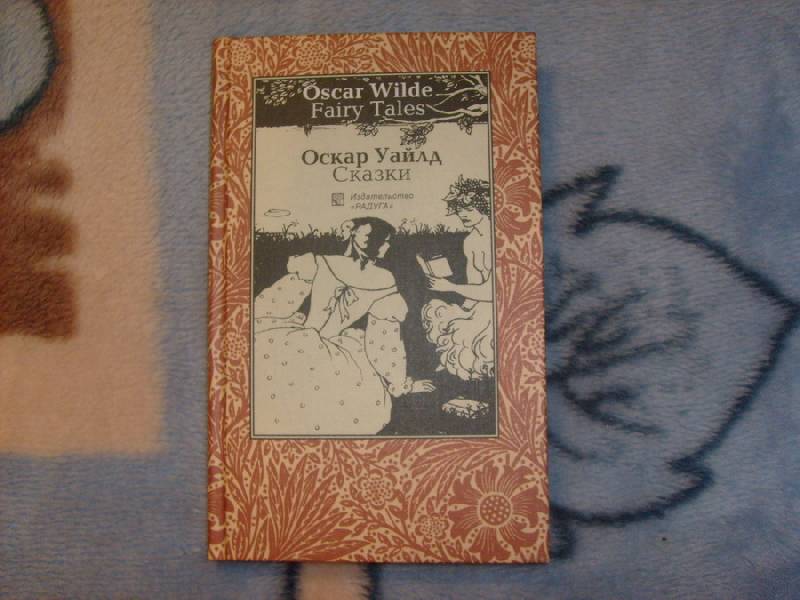 Oscar Wilde
Fairy Tales
Оскар Уайлд
Сказки
Издательство
«РАДУГА»